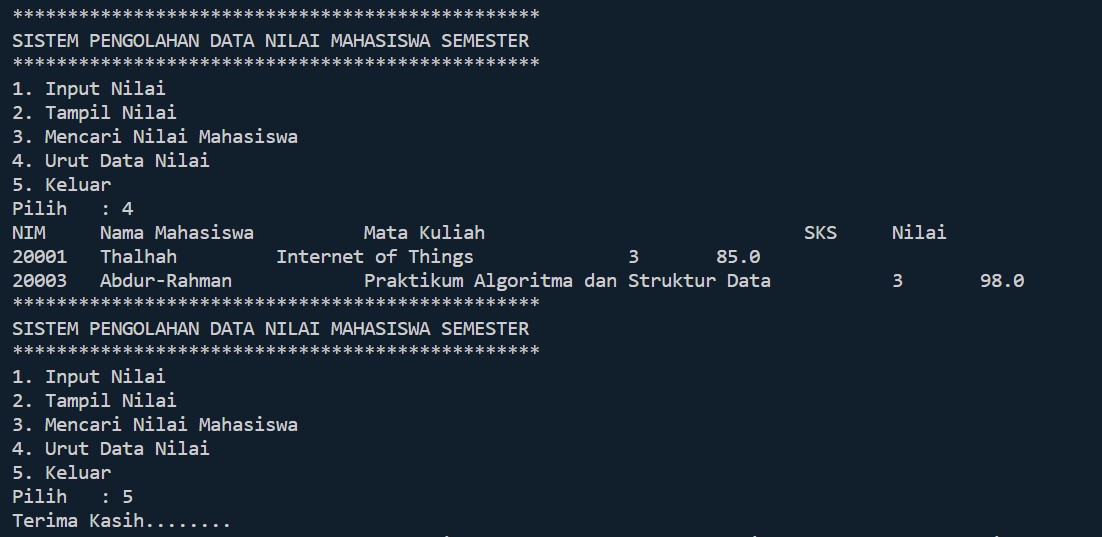 ************************************************
SISTEM PENGOLAHAN DATA NILAI MAHASISWA SEMESTER
************************************************
1. Input Nilai
2. Tampil Nilai
3. Mencari Nilai Mahasiswa
4. Urut Data Nilai
5. Keluar
Pilih   : 4
NIM     Nama Mahasiswa          Mata Kuliah                             SKS     Nilai
20001   Thalhah         Internet of Things              3       85.0
20003   Abdur-Rahman            Praktikum Algoritma dan Struktur Data           3       98.0
************************************************
SISTEM PENGOLAHAN DATA NILAI MAHASISWA SEMESTER
************************************************
1. Input Nilai
2. Tampil Nilai
3. Mencari Nilai Mahasiswa
4. Urut Data Nilai
5. Keluar
Pilih   : 5
Terima Kasih........